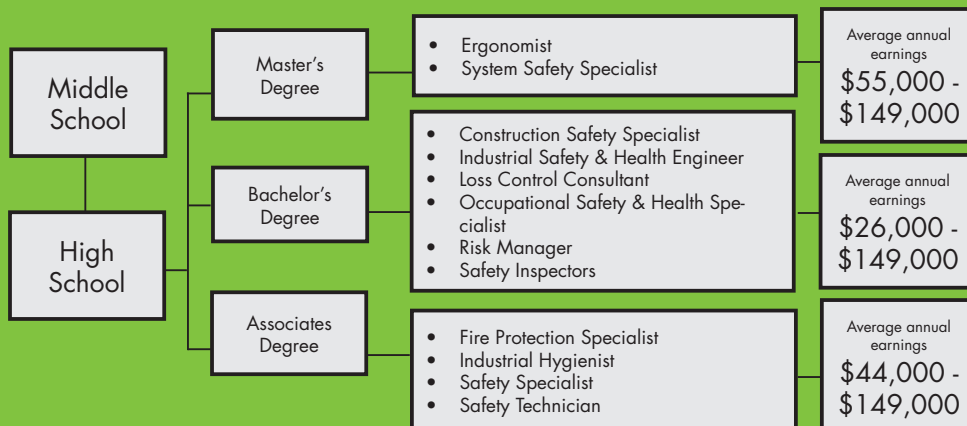 Middle
School
High
School
Master's
Degree
• Ergonomist
• System Safety Specialist
Average annual
earnings
$55,000 -
$149,000
Bachelor's
Degree
• Construction Safety Specialist
• Industrial Safety & Health Engineer
• Loss Control Consultant
• Occupational Safety & Health Spe-
cialist
• Risk Manager
• Safety Inspectors
Average annual
earnings
$26,000 -
$149,000
Associates
Degree
• Fire Protection Specialist
• Industrial Hygienist
• Safety Specialist
• Safety Technician
Average annual
earnings
$44,000 -
$149,000